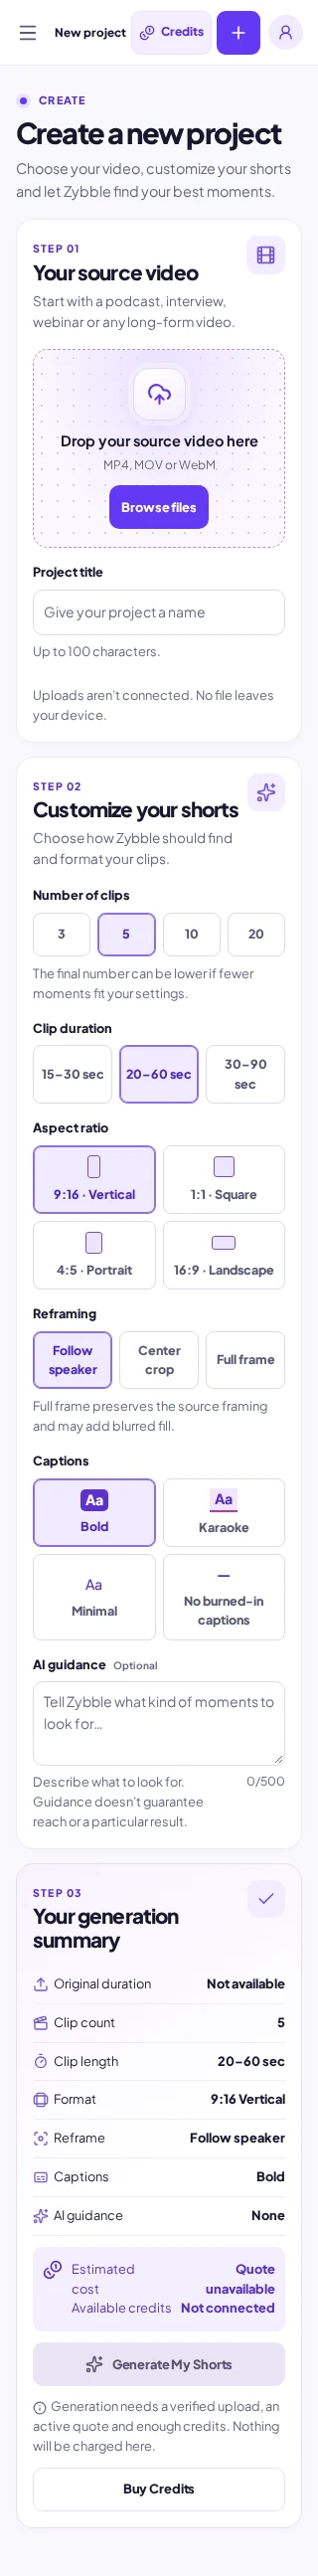 New project
Credits
CREATE
Create a new project
Choose your video, customize your shorts
and let Zybble find your best moments.
STEP 01
Your source video
Start with a podcast, interview,
webinar or any long-form video.
Drop your source video here
MP4, MOV or WebM
Browse files
Project title
Give your project a name
Up to 100 characters.
Uploads aren't connected. No file leaves
your device.
STEP 02
Customize your shorts
Choose how Zybble should find
and format your clips.
Number of clips
3
5
10
20
The final number can be lower if fewer
moments fit your settings.
Clip duration
15–30 sec
20–60 sec
30–90
sec
Aspect ratio
9:16 · Vertical
1:1 · Square
4:5 · Portrait
16:9 · Landscape
Reframing
Follow
speaker
Center
crop
Full frame
Full frame preserves the source framing
and may add blurred fill.
Captions
Aa
Bold
Aa
Karaoke
Aa
Minimal
—
No burned-in
captions
AI guidance Optional
Tell Zybble what kind of moments to
look for...
Describe what to look for.
Guidance doesn't guarantee
reach or a particular result.
0/500
STEP 03
Your generation
summary
Original duration Not available
Clip count 5
Clip length 20–60 sec
Format 9:16 Vertical
Reframe Follow speaker
Captions Bold
AI guidance None
Estimated
cost
Quote
unavailable
Available credits Not connected
Generate My Shorts
Generation needs a verified upload, an
active quote and enough credits. Nothing
will be charged here.
Buy Credits